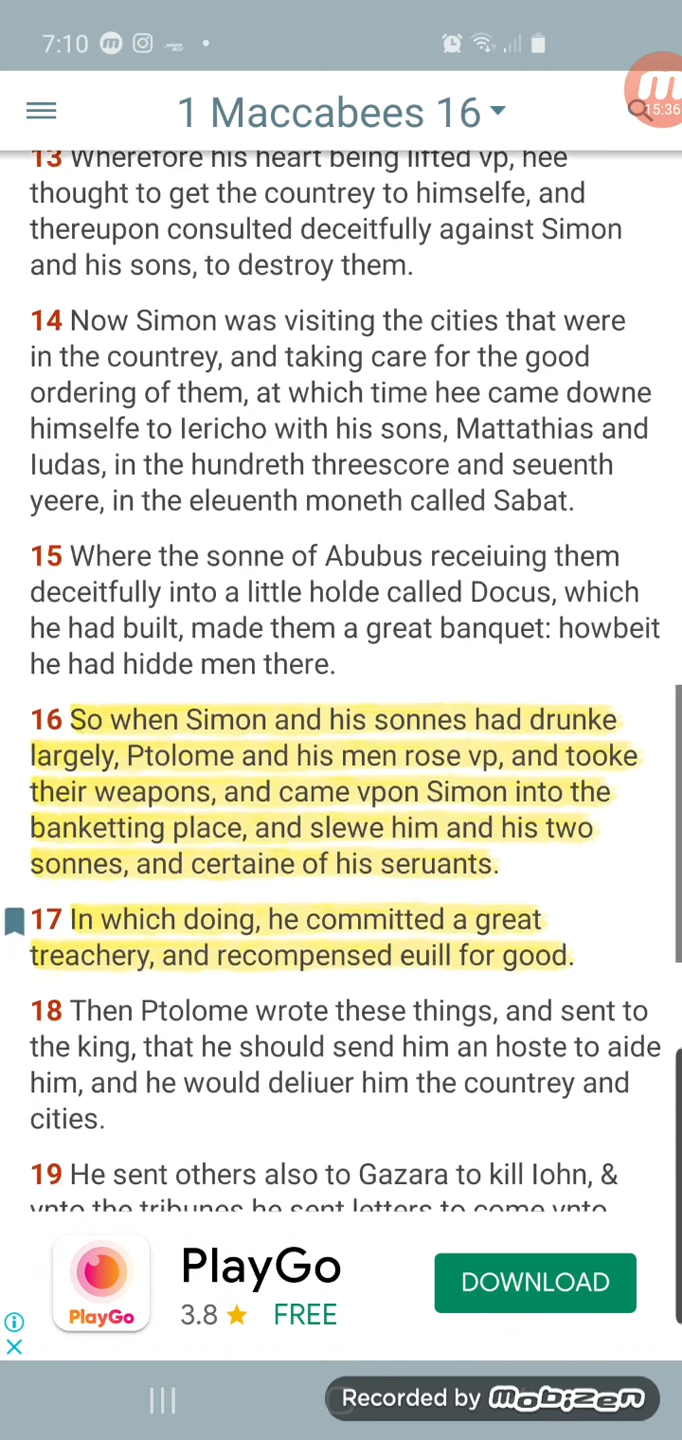 7:10
15:36
1 Maccabees 16
13 Wherefore his heart being lifted vp, hee
thought to get the countrey to himselfe, and
thereupon consulted deceitfully against Simon
and his sons, to destroy them.
14 Now Simon was visiting the cities that were
in the countrey, and taking care for the good
ordering of them, at which time hee came downe
himselfe to Iericho with his sons, Mattathias and
Iudas, in the hundreth threescore and seuenth
yeere, in the eleuenth moneth called Sabat.
15 Where the sonne of Abubus receiuing them
deceitfully into a little holde called Docus, which
he had built, made them a great banquet: howbeit
he had hidde men there.
16 So when Simon and his sonnes had drunke
largely, Ptolome and his men rose vp, and tooke
their weapons, and came vpon Simon into the
banketting place, and slewe him and his two
sonnes, and certaine of his seruants.
17 In which doing, he committed a great
treachery, and recompensed euill for good.
18 Then Ptolome wrote these things, and sent to
the king, that he should send him an hoste to aide
him, and he would deliuer him the countrey and
cities.
19 He sent others also to Gazara to kill Iohn, &
vnto the tribunes he sent letters to come vnto
PlayGo
PlayGo
3.8 ★ FREE
DOWNLOAD
Recorded by mobizen